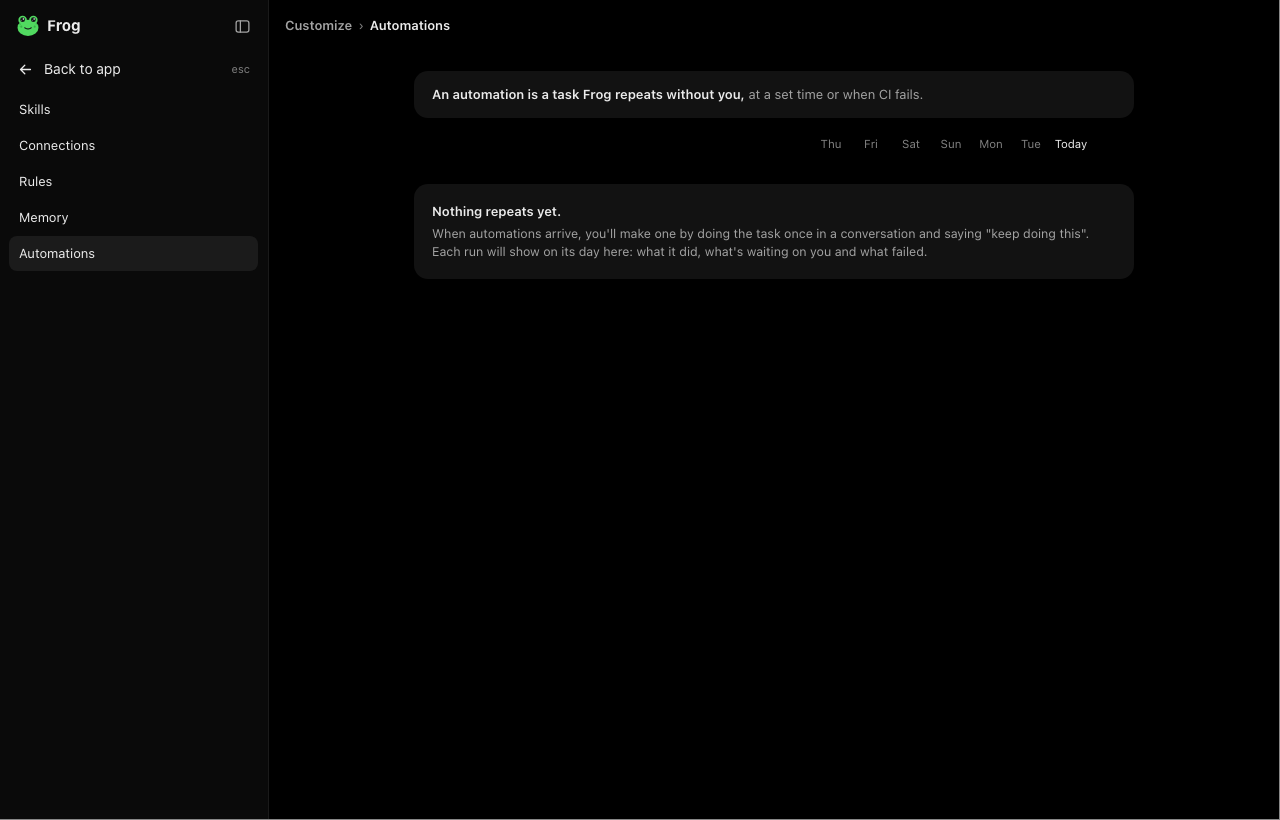 Frog
Back to app esc
Skills
Connections
Rules
Memory
Automations
Customize › Automations
An automation is a task Frog repeats without you, at a set time or when CI fails.
Thu Fri Sat Sun Mon Tue Today
Nothing repeats yet.
When automations arrive, you'll make one by doing the task once in a conversation and saying "keep doing this".
Each run will show on its day here: what it did, what's waiting on you and what failed.